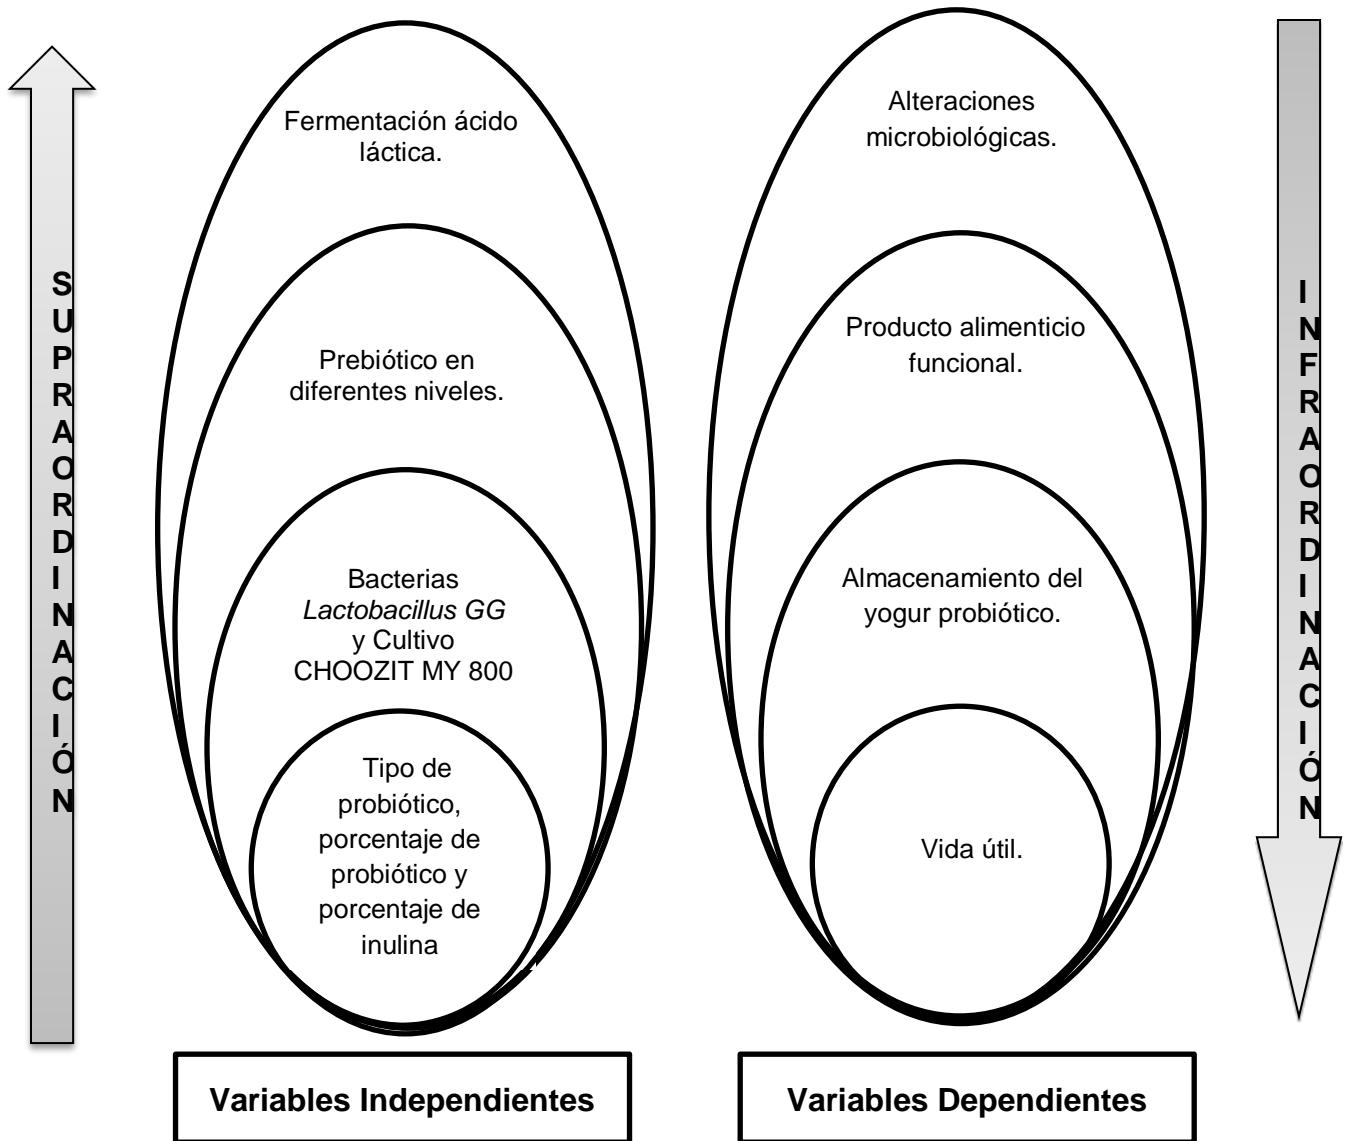 SUPRAORDINACIÓN
Fermentación ácido
láctica.
Prebiótico en
diferentes niveles.
Bacterias
Lactobacillus GG
y Cultivo
CHOOZIT MY 800
Tipo de
probiótico,
porcentaje de
probiótico y
porcentaje de
inulina
Variables Independientes
Alteraciones
microbiológicas.
Producto alimenticio
funcional.
Almacenamiento del
yogur probiótico.
Vida útil.
Variables Dependientes
INFRAORDINACIÓN